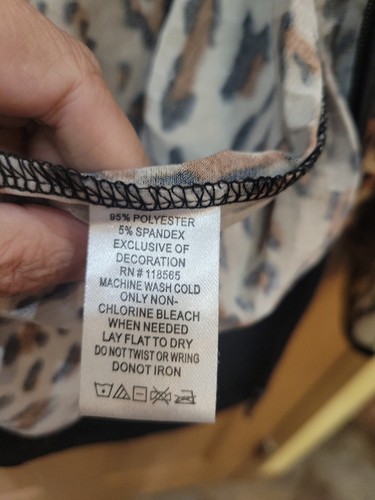 95% POLYESTER
5% SPANDEX
EXCLUSIVE OF
DECORATION
RN # 118565
MACHINE WASH COLD
ONLY NON-
CHLORINE BLEACH
WHEN NEEDED
LAY FLAT TO DRY
DO NOT TWIST OR WRING
DONOT IRON